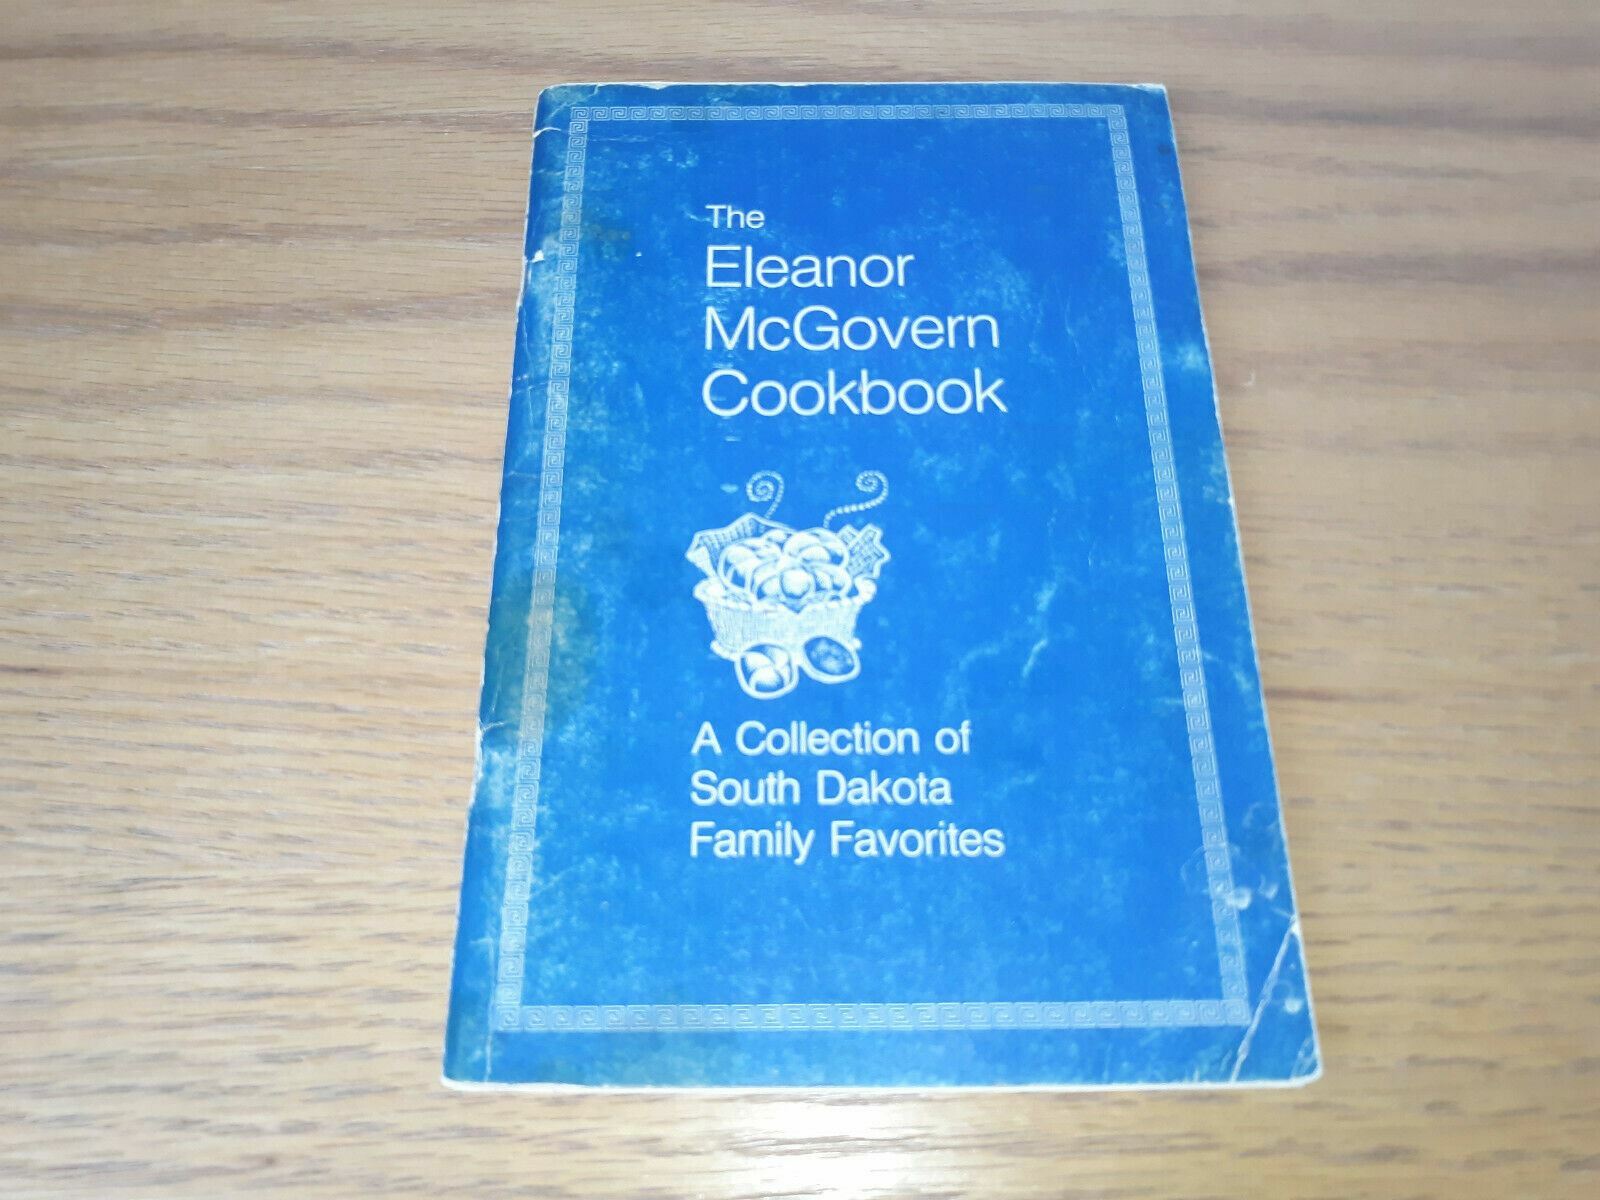 The
Eleanor
McGovern
Cookbook
A Collection of
South Dakota
Family Favorites